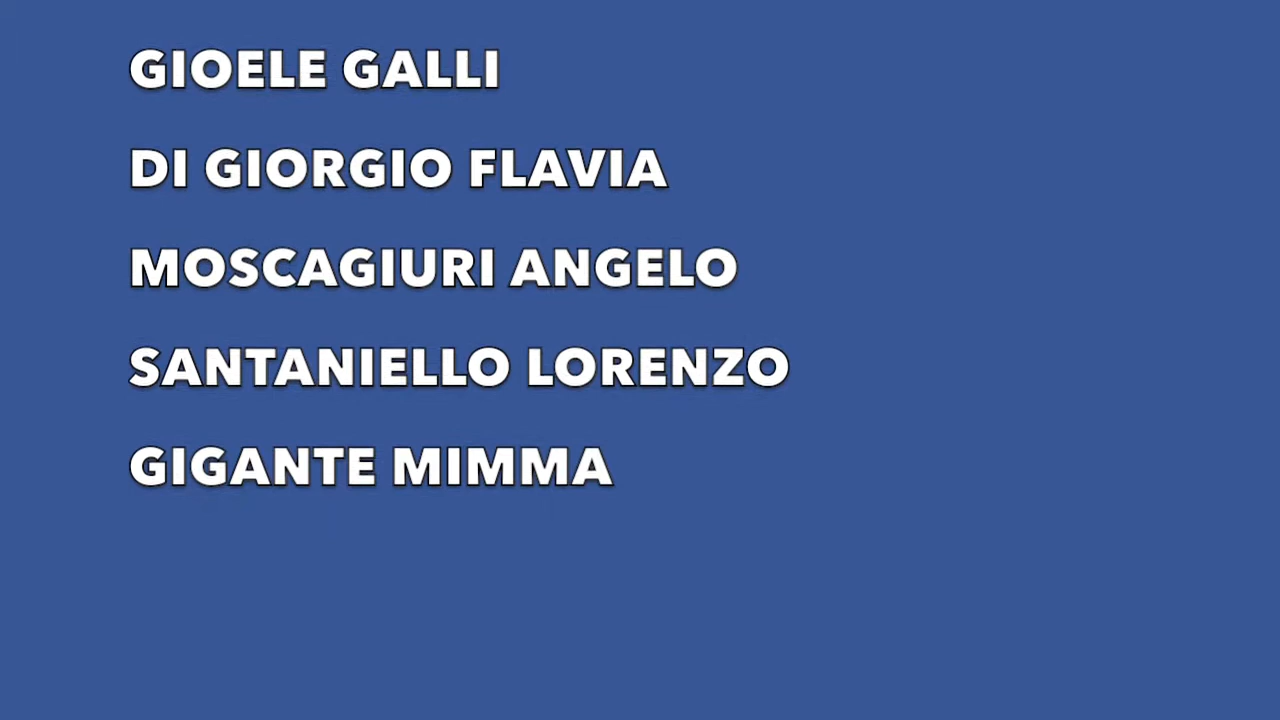 GIOELE GALLI
DI GIORGIO FLAVIA
MOSCAGIURI ANGELO
SANTANIELLO LORENZO
GIGANTE MIMMA